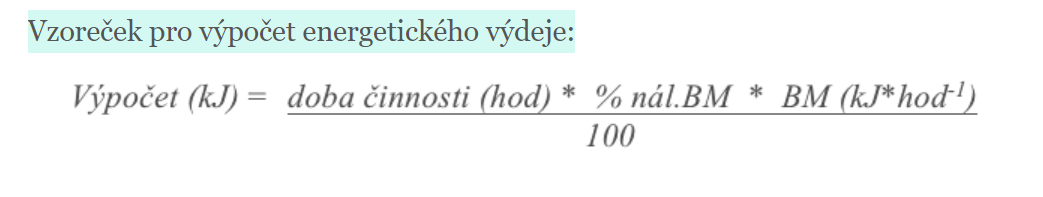 Vzoreček pro výpočet energetického výdeje:
Výpočet (kJ) = doba činnosti (hod) * % nál.BM * BM (kJ*hod⁻¹)
100